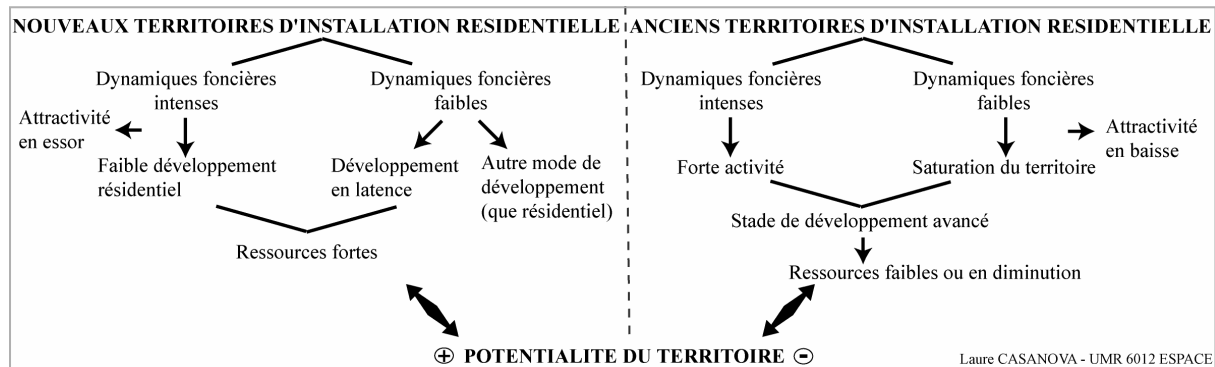 NOUVEAUX TERRITOIRES D'INSTALLATION RESIDENTIELLE
Dynamiques foncières
intenses
Dynamiques foncières
faibles
Attractivité
en essor
Faible développement
résidentiel
Développement
en latence
Autre mode de
développement
(que résidentiel)
Ressources fortes
ANCIENS TERRITOIRES D'INSTALLATION RESIDENTIELLE
Dynamiques foncières
intenses
Dynamiques foncières
faibles
Attractivité
en baisse
Forte activité
Saturation du territoire
Stade de développement avancé
Ressources faibles ou en diminution
+ POTENTIALITE DU TERRITOIRE -
Laure CASANOVA - UMR 6012 ESPACE